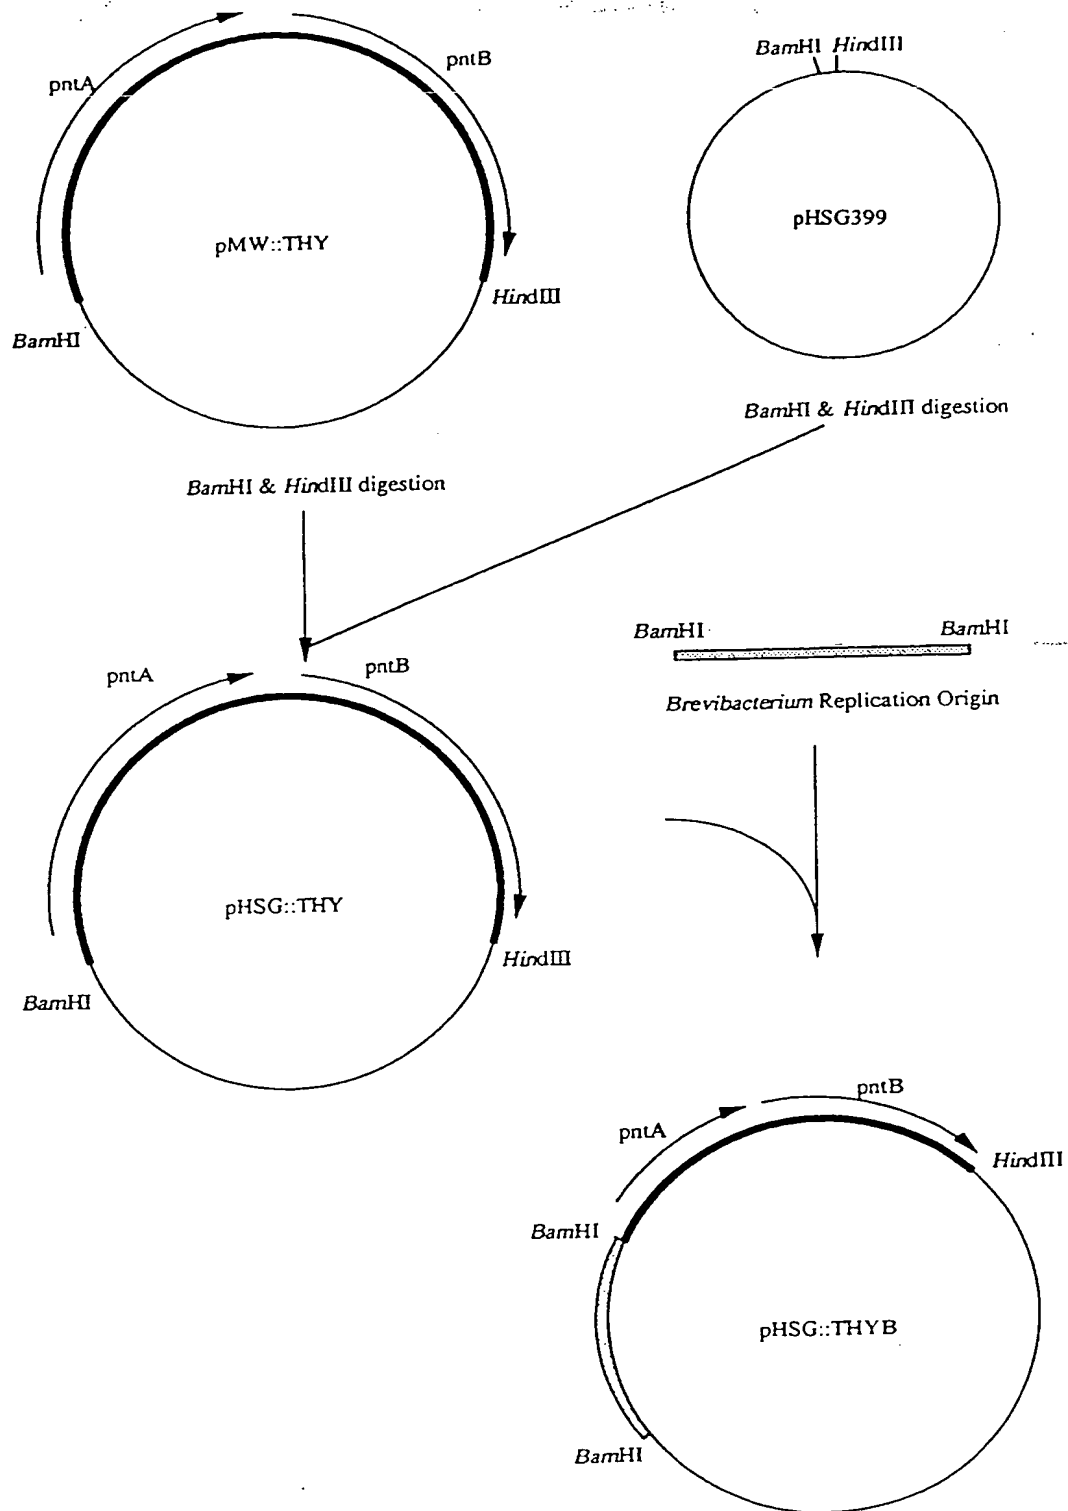 pntA
pntB
BamHI HindIII
pMW::THY
pHSG399
HindIII
BamHI
BamHI & HindIII digestion
BamHI & HindIII digestion
BamHI
BamHI
Brevibacterium Replication Origin
pntA
pntB
pHSG::THY
HindIII
BamHI
pntB
pntA
HindIII
BamHI
pHSG::THYB
BamHI